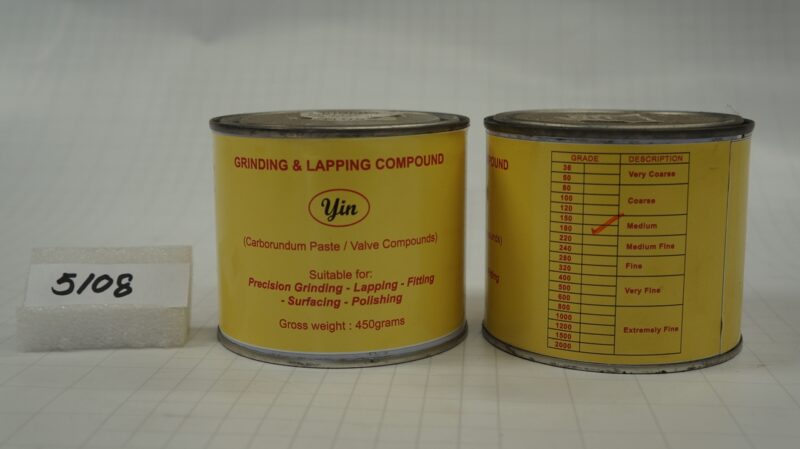 5108
GRINDING & LAPPING COMPOUND
Yin
(Carborundum Paste / Valve Compounds)
Suitable for:
Precision Grinding - Lapping - Fitting
- Surfacing - Polishing
Gross weight : 450grams
POUND
unds)
GRADE DESCRIPTION
36
50 Very Coarse
80
100 Coarse
120
150
180 Medium
220
240 Medium Fine
280
320 Fine
400
500 Very Fine
600
800
1000
1200 Extremely Fine
1500
2000